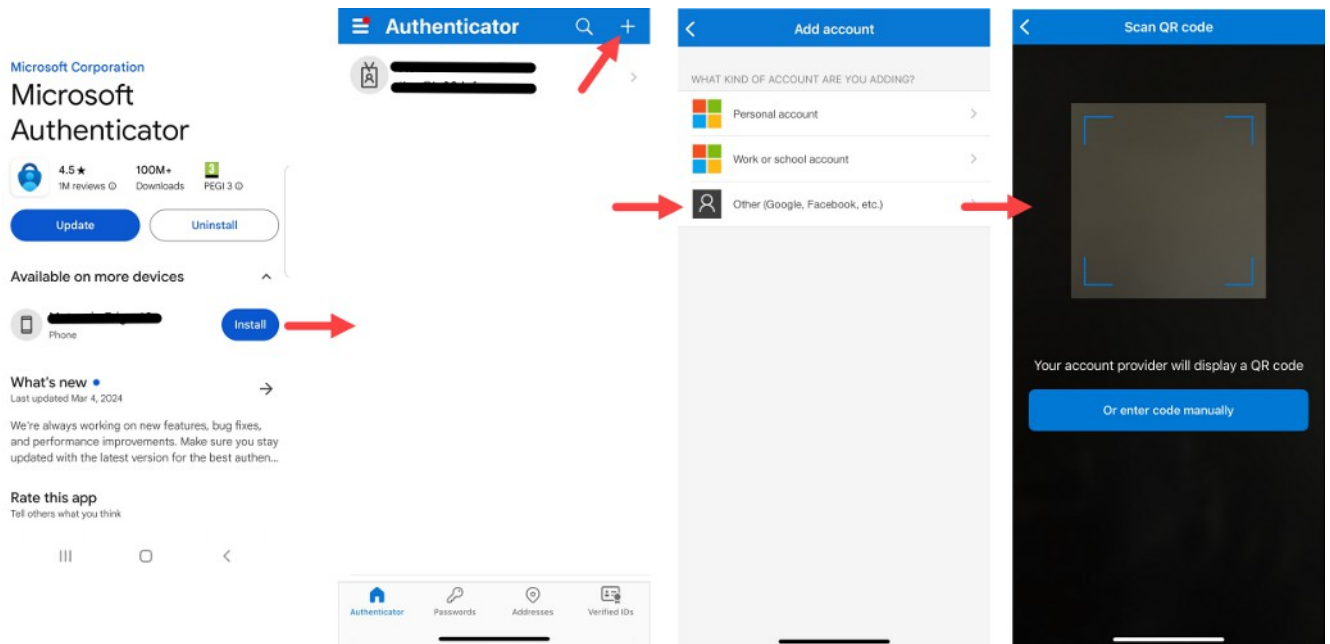 Microsoft Corporation
Microsoft
Authenticator
4.5★
1M reviews
100M+
Downloads
3
PEGI 3
Update
Uninstall
Available on more devices
Phone
Install
What's new
Last updated Mar 4, 2024
We're always working on new features, bug fixes,
and performance improvements. Make sure you stay
updated with the latest version for the best authen...
Rate this app
Tell others what you think
Authenticator
Authenticator
Passwords
Addresses
Verified IDs
Add account
WHAT KIND OF ACCOUNT ARE YOU ADDING?
Personal account
Work or school account
Other (Google, Facebook, etc.)
Scan QR code
Your account provider will display a QR code
Or enter code manually